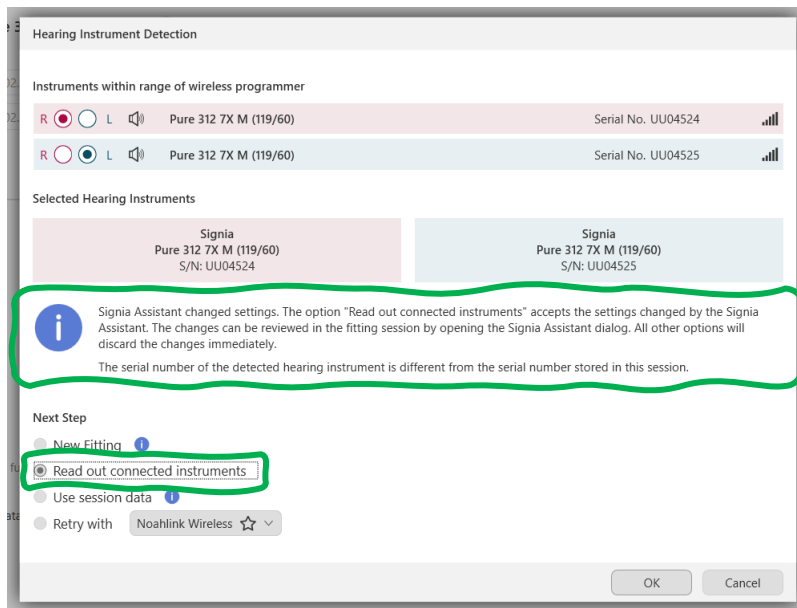 Hearing Instrument Detection
Instruments within range of wireless programmer
R L Pure 312 7X M (119/60) Serial No. UU04524
R L Pure 312 7X M (119/60) Serial No. UU04525
Selected Hearing Instruments
Signia
Pure 312 7X M (119/60)
S/N: UU04524
Signia
Pure 312 7X M (119/60)
S/N: UU04525
Signia Assistant changed settings. The option "Read out connected instruments" accepts the settings changed by the Signia
Assistant. The changes can be reviewed in the fitting session by opening the Signia Assistant dialog. All other options will
discard the changes immediately.
The serial number of the detected hearing instrument is different from the serial number stored in this session.
Next Step
New Fitting
Read out connected instruments
Use session data
Retry with Noahlink Wireless
OK Cancel